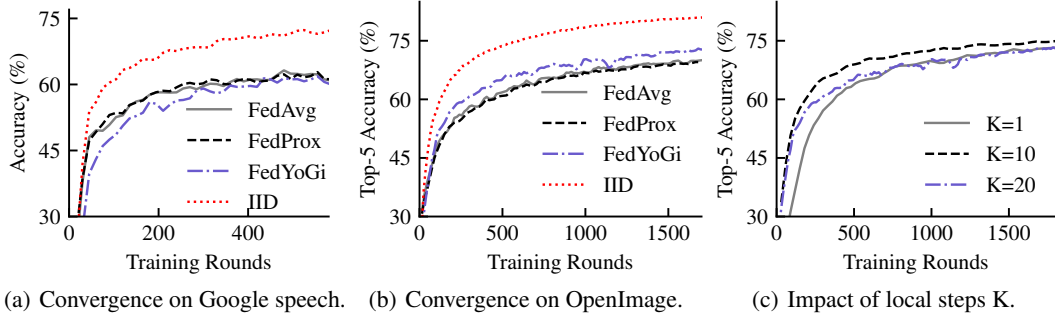 75
60
45
30
0
200
400
Accuracy (%)
Training Rounds
FedAvg
FedProx
FedYoGi
IID
(a) Convergence on Google speech.
75
60
45
30
0
500
1000
1500
Top-5 Accuracy (%)
Training Rounds
FedAvg
FedProx
FedYoGi
IID
(b) Convergence on OpenImage.
75
60
45
30
0
500
1000
1500
Top-5 Accuracy (%)
Training Rounds
K=1
K=10
K=20
(c) Impact of local steps K.